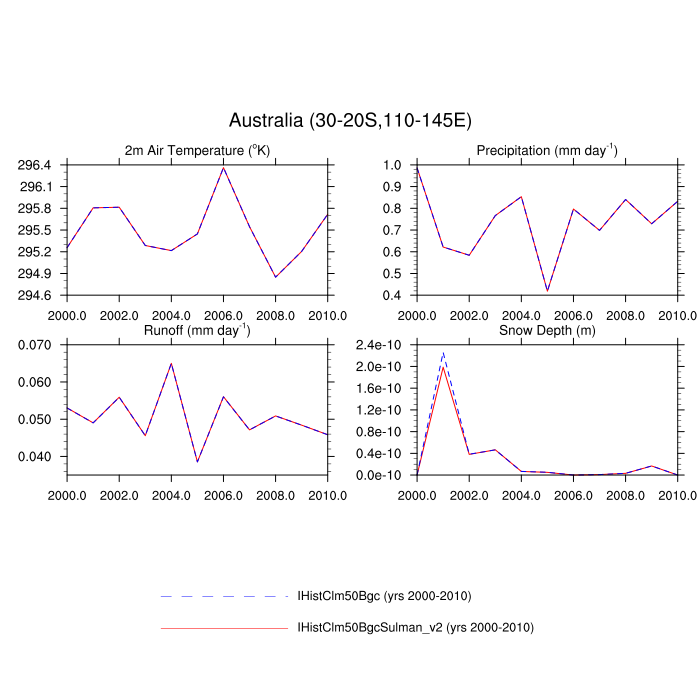 Australia (30-20S,110-145E)
2m Air Temperature (°K)
296.4
296.1
295.8
295.5
295.2
294.9
294.6
2000.0 2002.0 2004.0 2006.0 2008.0 2010.0
Precipitation (mm day-1)
1.0
0.9
0.8
0.7
0.6
0.5
0.4
2000.0 2002.0 2004.0 2006.0 2008.0 2010.0
Runoff (mm day-1)
0.070
0.060
0.050
0.040
2000.0 2002.0 2004.0 2006.0 2008.0 2010.0
Snow Depth (m)
2.4e-10
2.0e-10
1.6e-10
1.2e-10
0.8e-10
0.4e-10
0.0e-10
2000.0 2002.0 2004.0 2006.0 2008.0 2010.0
IHistClm50Bgc (yrs 2000-2010)
IHistClm50BgcSulman_v2 (yrs 2000-2010)